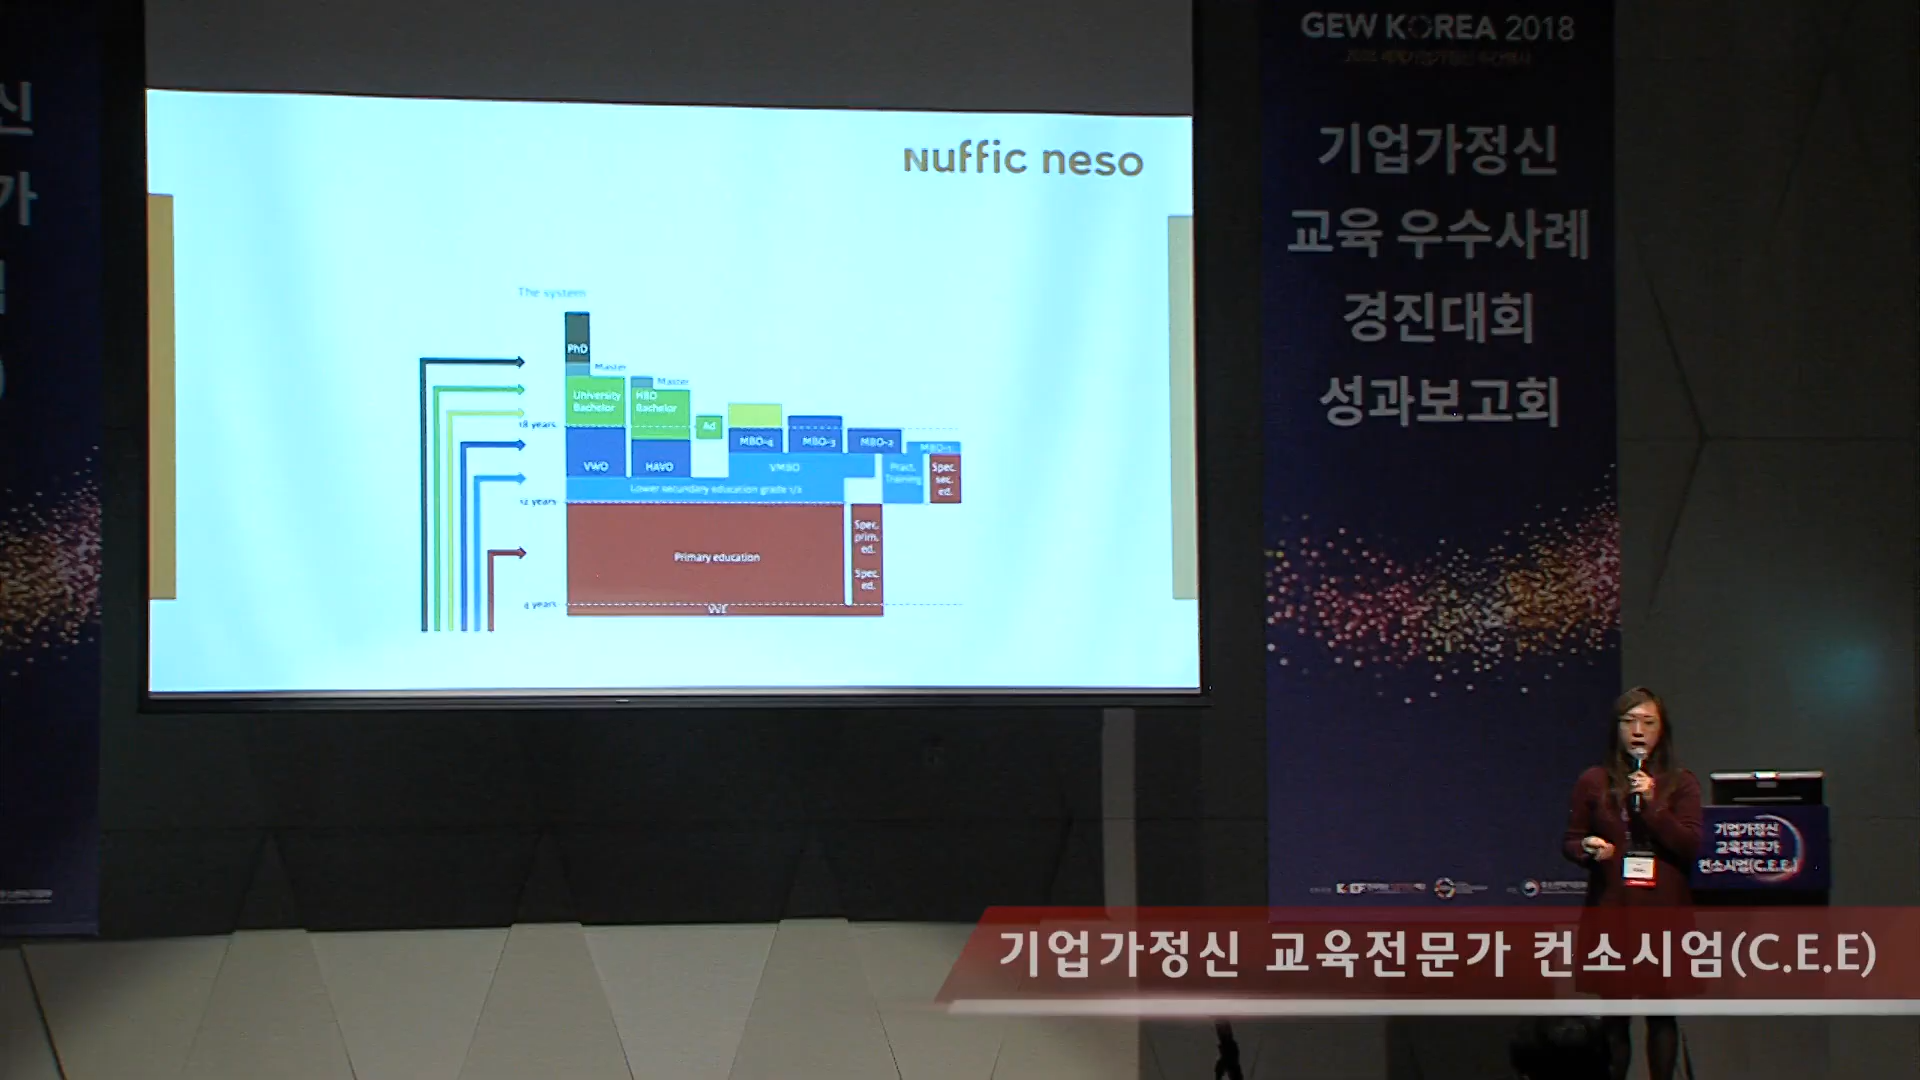 신
가
Nuffic neso
The system
PhD
Master
University
Bachelor
HBO
Bachelor
Master
Ad
18 years
MBO-4
MBO-3
MBO-2
MBO-1
VWO
HAVO
VMBO
Pract.
Training
Spec.
sec.
ed.
Lower secondary education grade 1/2
12 years
Primary education
Spec.
prim.
ed.
Spec.
ed.
4 years
VVE
GEW KOREA 2018
기업가정신
교육 우수사례
경진대회
성과보고회
기업가정신
교육전문가
컨소시엄(C.E.E.)
기업가정신 교육전문가 컨소시엄(C.E.E)